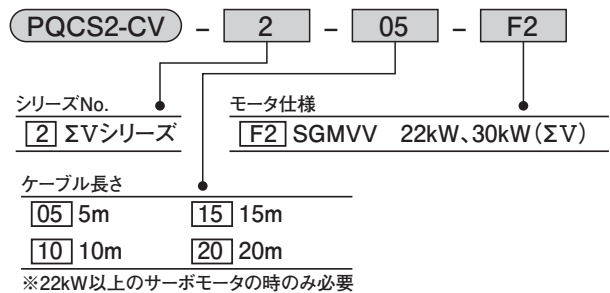 PQCS2-CV – 2 – 05 – F2
シリーズNo.
2 ΣVシリーズ
モータ仕様
F2 SGMVV 22kW、30kW(ΣV)
ケーブル長さ
05 5m 15 15m
10 10m 20 20m
※22kW以上のサーボモータの時のみ必要